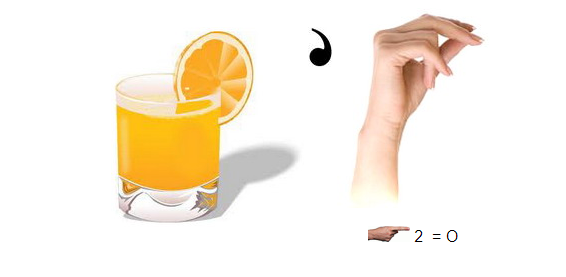 ,
2 = O